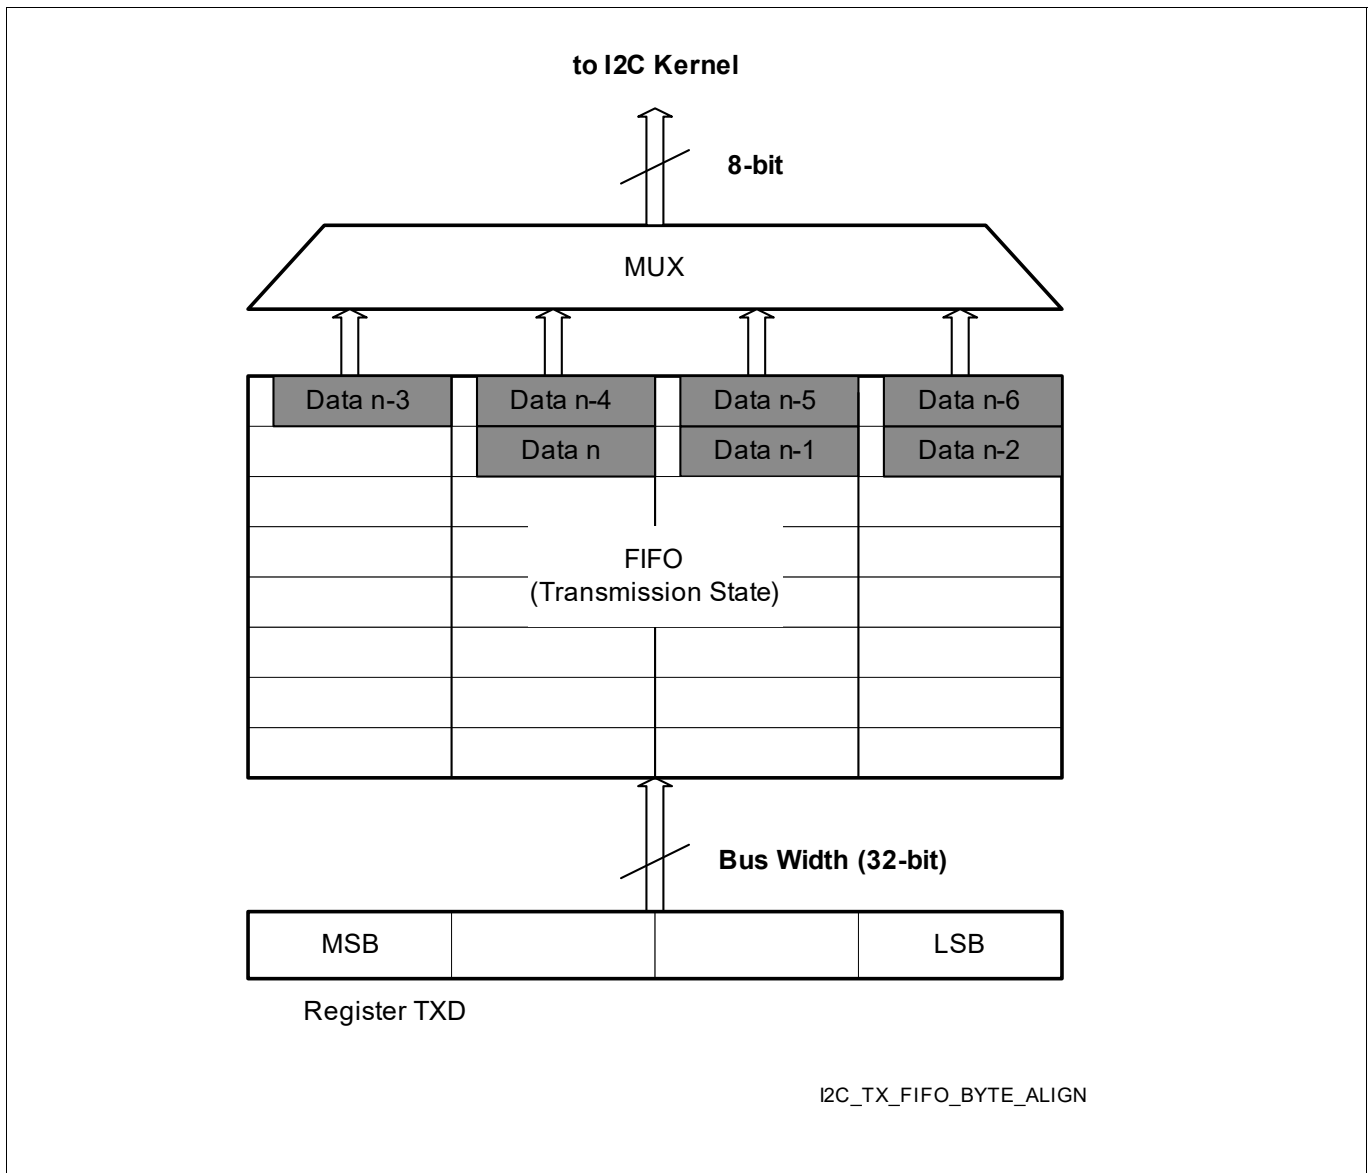 to I2C Kernel
8-bit
MUX
Data n-3 Data n-4 Data n-5 Data n-6
Data n Data n-1 Data n-2
FIFO
(Transmission State)
Bus Width (32-bit)
MSB LSB
Register TXD
I2C_TX_FIFO_BYTE_ALIGN